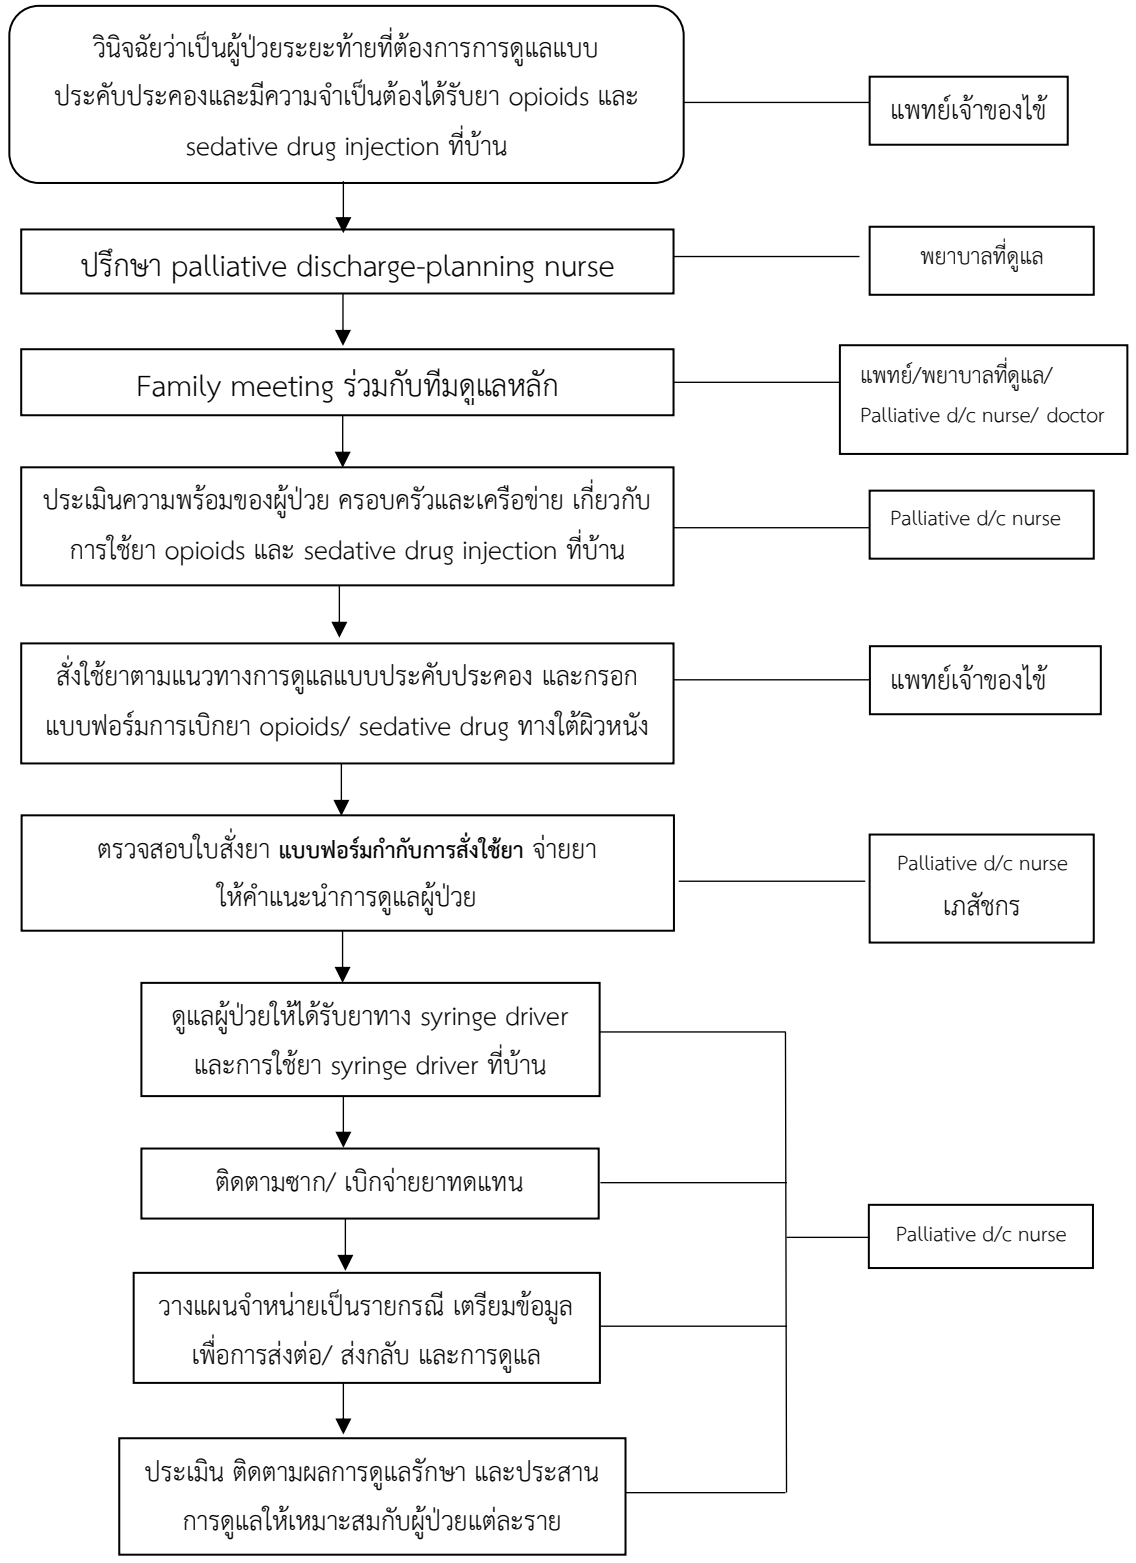 วินิจฉัยว่าเป็นผู้ป่วยระยะท้ายที่ต้องการการดูแลแบบ
ประคับประคองและมีความจำเป็นต้องได้รับยา opioids และ
sedative drug injection ที่บ้าน
แพทย์เจ้าของไข้
ปรึกษา palliative discharge-planning nurse
พยาบาลที่ดูแล
Family meeting ร่วมกับทีมดูแลหลัก
แพทย์/พยาบาลที่ดูแล/
Palliative d/c nurse/ doctor
ประเมินความพร้อมของผู้ป่วย ครอบครัวและเครือข่าย เกี่ยวกับ
การใช้ยา opioids และ sedative drug injection ที่บ้าน
Palliative d/c nurse
สั่งใช้ยาตามแนวทางการดูแลแบบประคับประคอง และกรอก
แบบฟอร์มการเบิกยา opioids/ sedative drug ทางใต้ผิวหนัง
แพทย์เจ้าของไข้
ตรวจสอบใบสั่งยา แบบฟอร์มกำกับการสั่งใช้ยา จ่ายยา
ให้คำแนะนำการดูแลผู้ป่วย
Palliative d/c nurse
เภสัชกร
ดูแลผู้ป่วยให้ได้รับยาทาง syringe driver
และการใช้ยา syringe driver ที่บ้าน
ติดตามซาก/ เบิกจ่ายยาทดแทน
Palliative d/c nurse
วางแผนจำหน่ายเป็นรายกรณี เตรียมข้อมูล
เพื่อการส่งต่อ/ ส่งกลับ และการดูแล
ประเมิน ติดตามผลการดูแลรักษา และประสาน
การดูแลให้เหมาะสมกับผู้ป่วยแต่ละราย